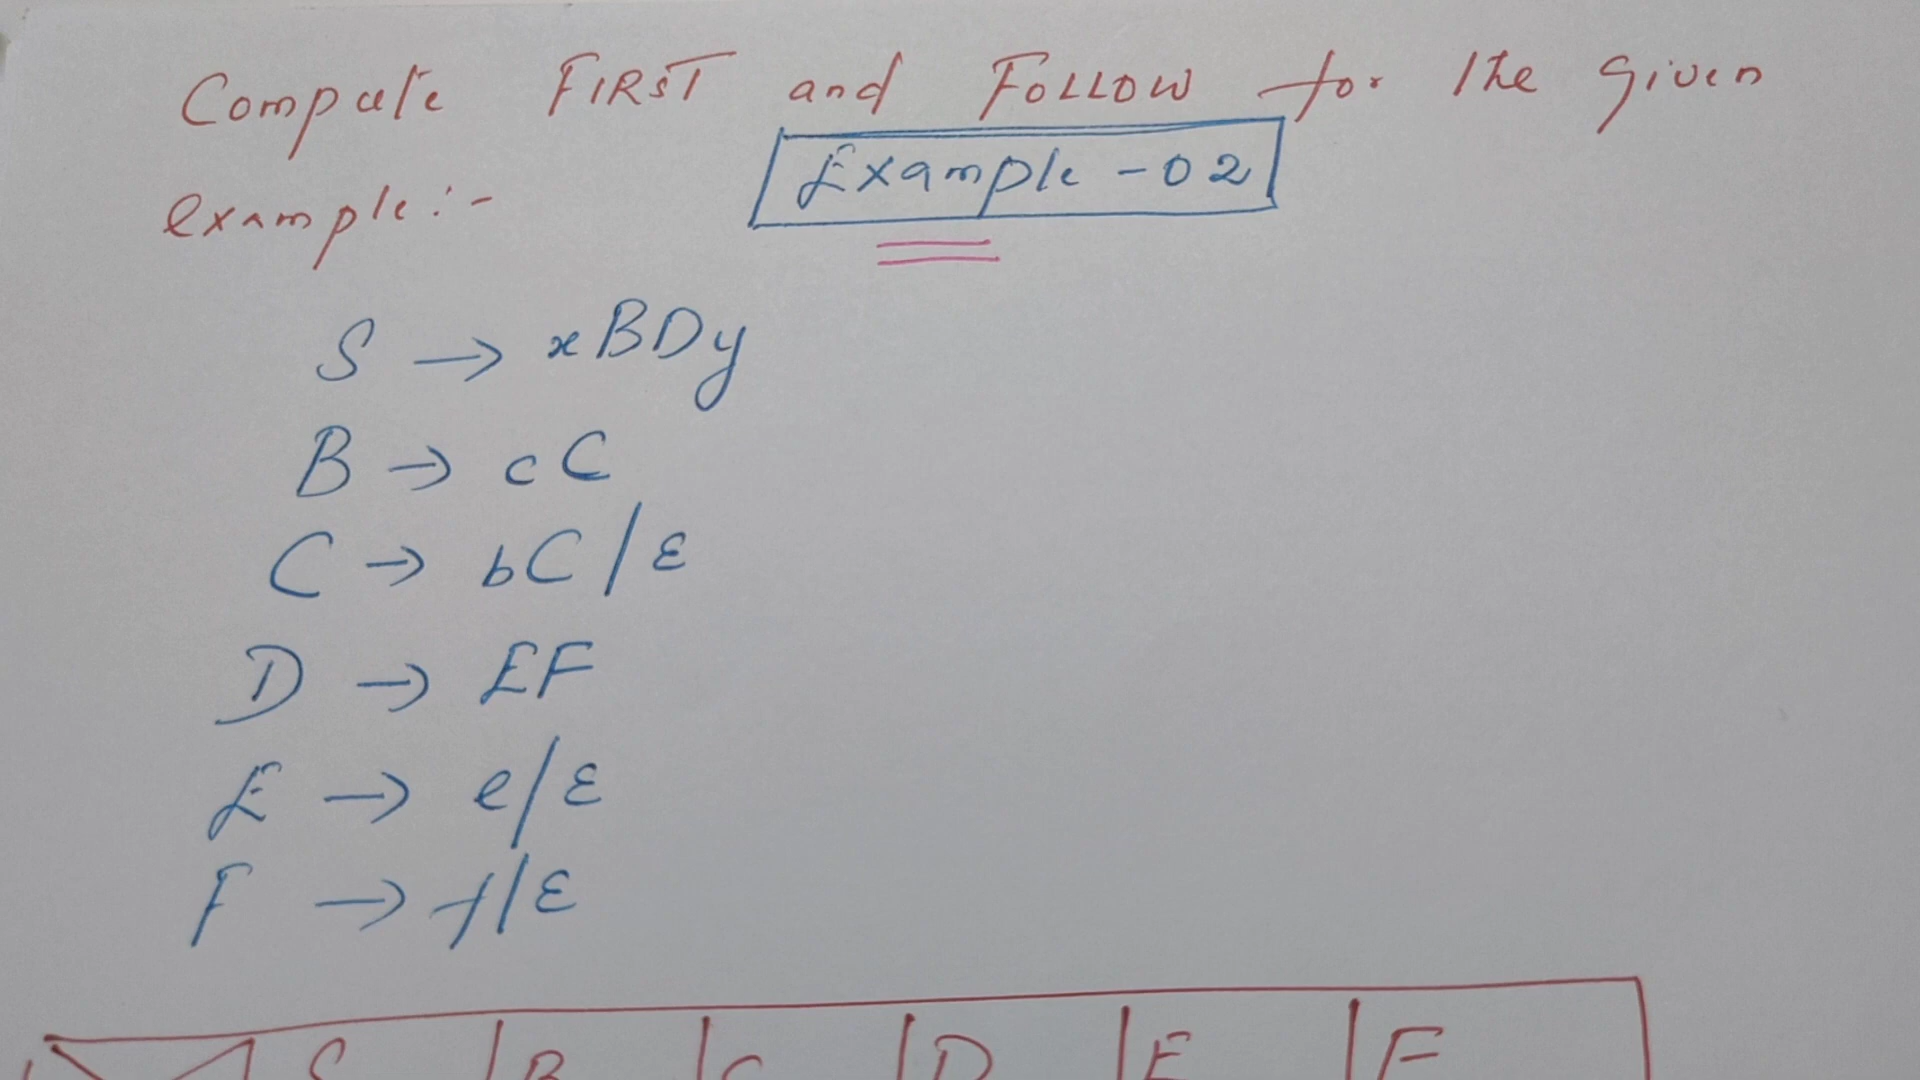 Compute FIRST and FOLLOW for the given
example:-
Example - 02
S → xBDy
B → cC
C → bC/ε
D → EF
E → e/ε
F → f/ε
S B C D E F